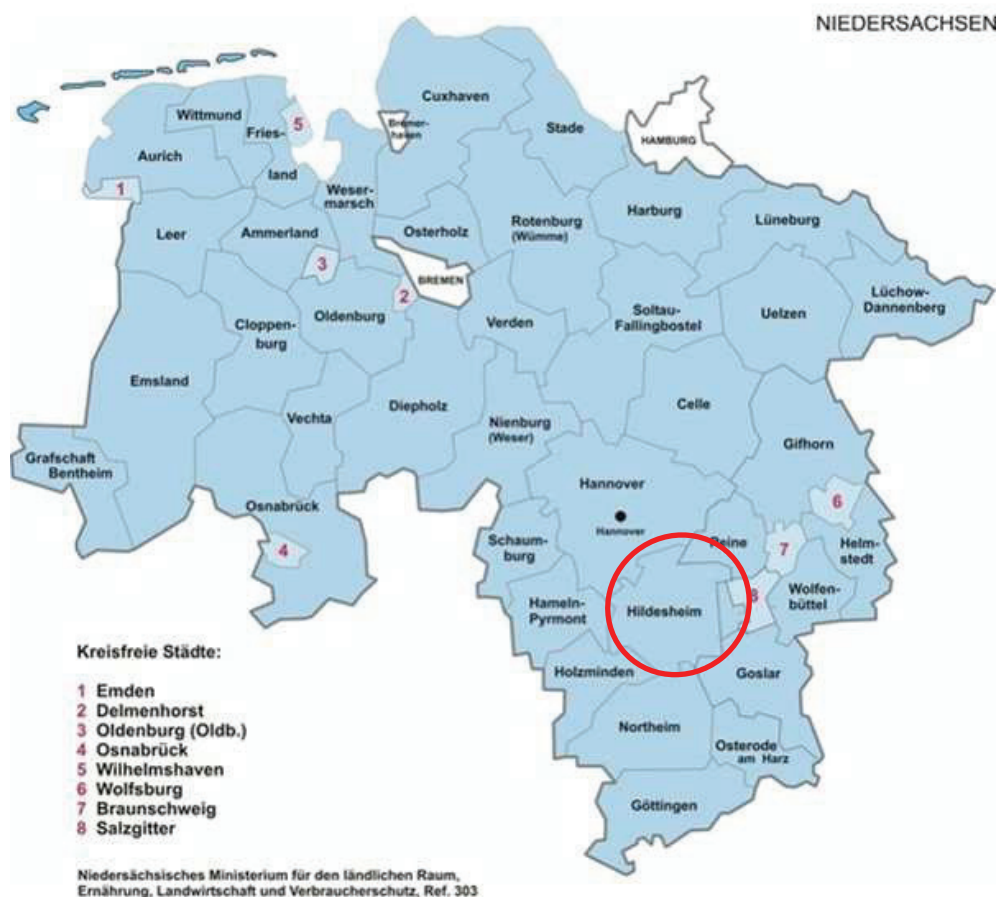 NIEDERSACHSEN
Cuxhaven
Wittmund
Bremer-
haven
Stade
Fries-
5
HAMBURG
Aurich
land
1
Weser-
marsch
Harburg
Lüneburg
Rotenburg
(Wümme)
Leer
Ammerland
Osterholz
3
BREMEN
2
Lüchow-
Dannenberg
Oldenburg
Verden
Soltau-
Fallingbostel
Uelzen
Cloppen-
burg
Emsland
Diepholz
Celle
Vechta
Nienburg
(Weser)
Gifhorn
Grafschaft
Bentheim
Hannover
Osnabrück
6
Hannover
Schaum-
burg
Peine
7
Helm-
stedt
4
Hameln-
Pyrmont
Hildesheim
8
Wolfen-
büttel
Holzminden
Goslar
Northeim
Osterode
am Harz
Göttingen
Kreisfreie Städte:
1 Emden
2 Delmenhorst
3 Oldenburg (Oldb.)
4 Osnabrück
5 Wilhelmshaven
6 Wolfsburg
7 Braunschweig
8 Salzgitter
Niedersächsisches Ministerium für den ländlichen Raum,
Ernährung, Landwirtschaft und Verbraucherschutz, Ref. 303